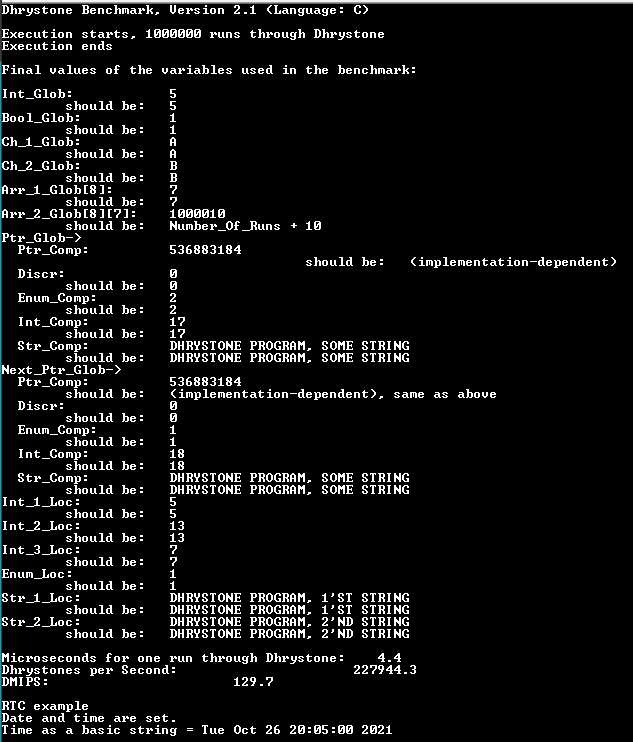 Dhrystone Benchmark, Version 2.1 (Language: C)
Execution starts, 1000000 runs through Dhrystone
Execution ends
Final values of the variables used in the benchmark:
Int_Glob:            5
        should be:   5
Bool_Glob:           1
        should be:   1
Ch_1_Glob:           A
        should be:   A
Ch_2_Glob:           B
        should be:   B
Arr_1_Glob[8]:       7
        should be:   7
Arr_2_Glob[8][7]:    1000010
        should be:   Number_Of_Runs + 10
Ptr_Glob->
  Ptr_Comp:          536883184
                                      should be:   (implementation-dependent)
  Discr:             0
        should be:   0
  Enum_Comp:         2
        should be:   2
  Int_Comp:          17
        should be:   17
  Str_Comp:          DHRYSTONE PROGRAM, SOME STRING
        should be:   DHRYSTONE PROGRAM, SOME STRING
Next_Ptr_Glob->
  Ptr_Comp:          536883184
        should be:   (implementation-dependent), same as above
  Discr:             0
        should be:   0
  Enum_Comp:         1
        should be:   1
  Int_Comp:          18
        should be:   18
  Str_Comp:          DHRYSTONE PROGRAM, SOME STRING
        should be:   DHRYSTONE PROGRAM, SOME STRING
Int_1_Loc:           5
        should be:   5
Int_2_Loc:           13
        should be:   13
Int_3_Loc:           7
        should be:   7
Enum_Loc:            1
        should be:   1
Str_1_Loc:           DHRYSTONE PROGRAM, 1'ST STRING
        should be:   DHRYSTONE PROGRAM, 1'ST STRING
Str_2_Loc:           DHRYSTONE PROGRAM, 2'ND STRING
        should be:   DHRYSTONE PROGRAM, 2'ND STRING
Microseconds for one run through Dhrystone:    4.4
Dhrystones per Second:                      227944.3
DMIPS:                       129.7
RTC example
Date and time are set.
Time as a basic string = Tue Oct 26 20:05:00 2021